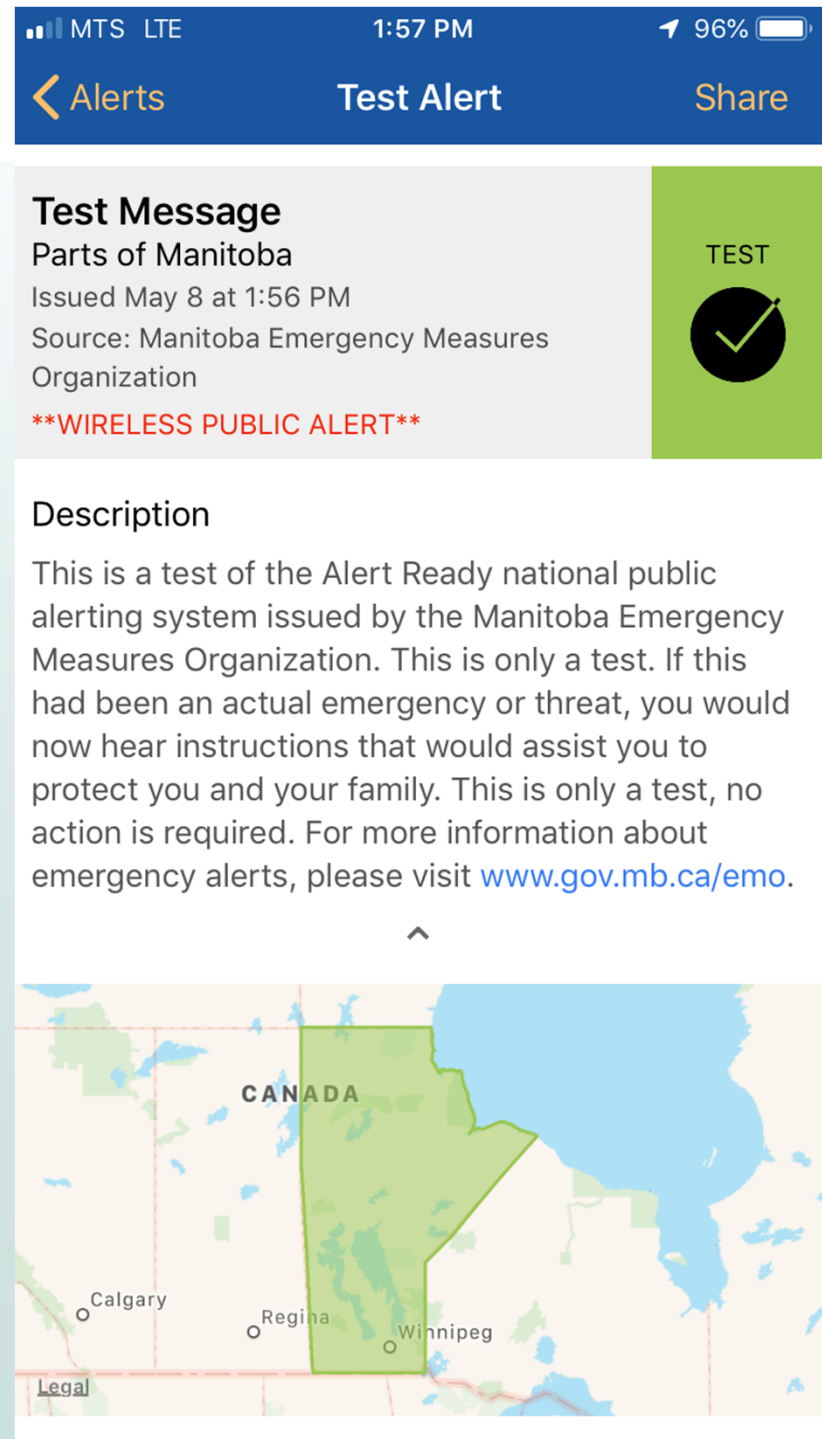 MTS LTE 1:57 PM 96%
Alerts Test Alert Share
Test Message
Parts of Manitoba
Issued May 8 at 1:56 PM
Source: Manitoba Emergency Measures
Organization
**WIRELESS PUBLIC ALERT**
TEST
Description
This is a test of the Alert Ready national public
alerting system issued by the Manitoba Emergency
Measures Organization. This is only a test. If this
had been an actual emergency or threat, you would
now hear instructions that would assist you to
protect you and your family. This is only a test, no
action is required. For more information about
emergency alerts, please visit www.gov.mb.ca/emo.
CANADA
Calgary
Regina
Winnipeg
Legal